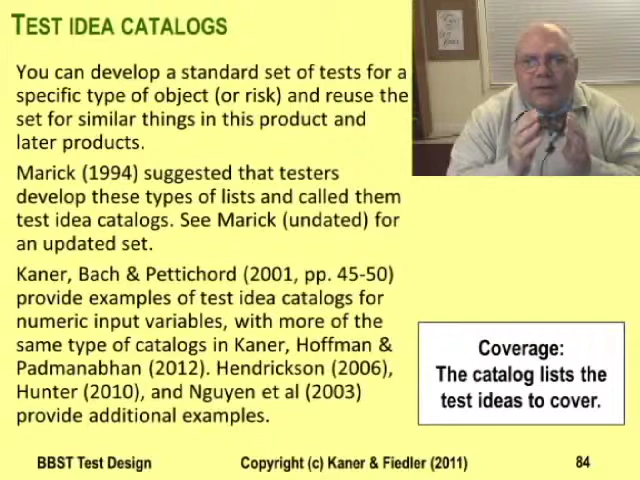 TEST IDEA CATALOGS
You can develop a standard set of tests for a
specific type of object (or risk) and reuse the
set for similar things in this product and
later products.
Marick (1994) suggested that testers
develop these types of lists and called them
test idea catalogs. See Marick (undated) for
an updated set.
Kaner, Bach & Pettichord (2001, pp. 45-50)
provide examples of test idea catalogs for
numeric input variables, with more of the
same type of catalogs in Kaner, Hoffman &
Padmanabhan (2012). Hendrickson (2006),
Hunter (2010), and Nguyen et al (2003)
provide additional examples.
Coverage:
The catalog lists the
test ideas to cover.
BBST Test Design Copyright (c) Kaner & Fiedler (2011) 84